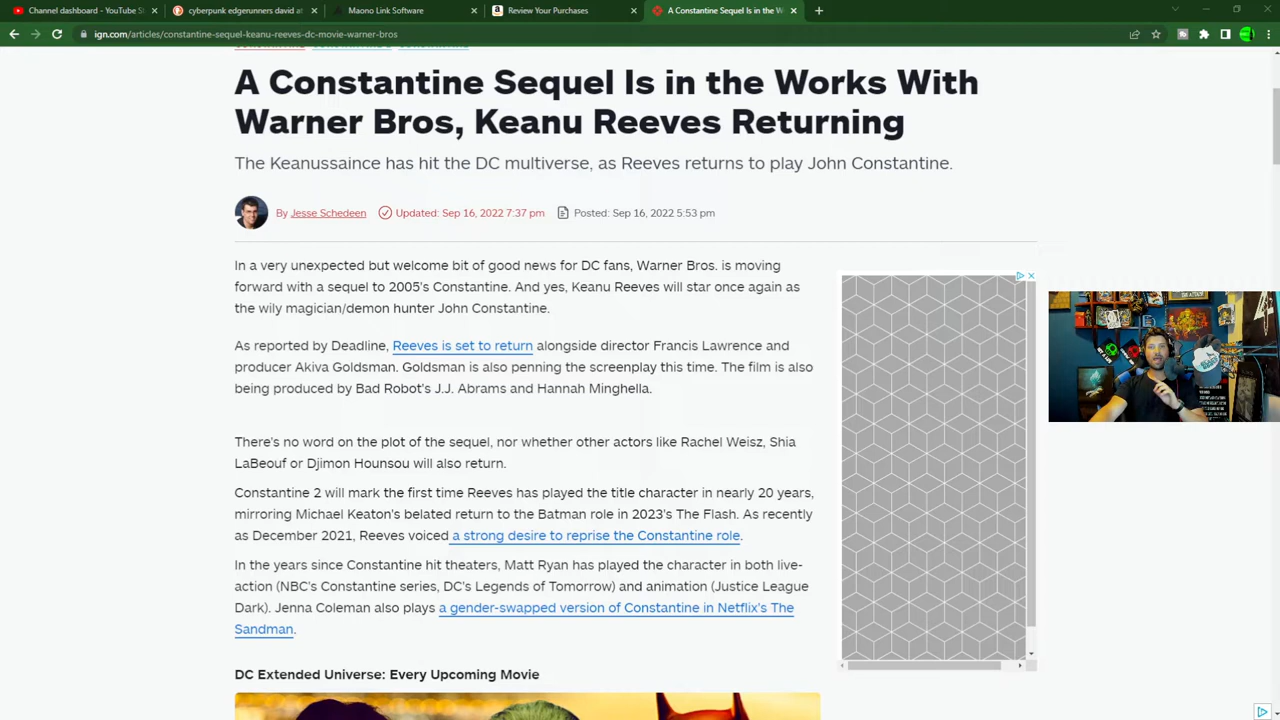 Channel dashboard - YouTube St
cyberpunk edgerunners david at
Maono Link Software
Review Your Purchases
A Constantine Sequel Is in the W
ign.com/articles/constantine-sequel-keanu-reeves-dc-movie-warner-bros
A Constantine Sequel Is in the Works With
Warner Bros, Keanu Reeves Returning
The Keanussaince has hit the DC multiverse, as Reeves returns to play John Constantine.
By Jesse Schedeen
Updated: Sep 16, 2022 7:37 pm
Posted: Sep 16, 2022 5:53 pm
In a very unexpected but welcome bit of good news for DC fans, Warner Bros. is moving
forward with a sequel to 2005's Constantine. And yes, Keanu Reeves will star once again as
the wily magician/demon hunter John Constantine.
As reported by Deadline, Reeves is set to return alongside director Francis Lawrence and
producer Akiva Goldsman. Goldsman is also penning the screenplay this time. The film is also
being produced by Bad Robot's J.J. Abrams and Hannah Minghella.
There's no word on the plot of the sequel, nor whether other actors like Rachel Weisz, Shia
LaBeouf or Djimon Hounsou will also return.
Constantine 2 will mark the first time Reeves has played the title character in nearly 20 years,
mirroring Michael Keaton's belated return to the Batman role in 2023's The Flash. As recently
as December 2021, Reeves voiced a strong desire to reprise the Constantine role.
In the years since Constantine hit theaters, Matt Ryan has played the character in both live-
action (NBC's Constantine series, DC's Legends of Tomorrow) and animation (Justice League
Dark). Jenna Coleman also plays a gender-swapped version of Constantine in Netflix's The
Sandman.
DC Extended Universe: Every Upcoming Movie